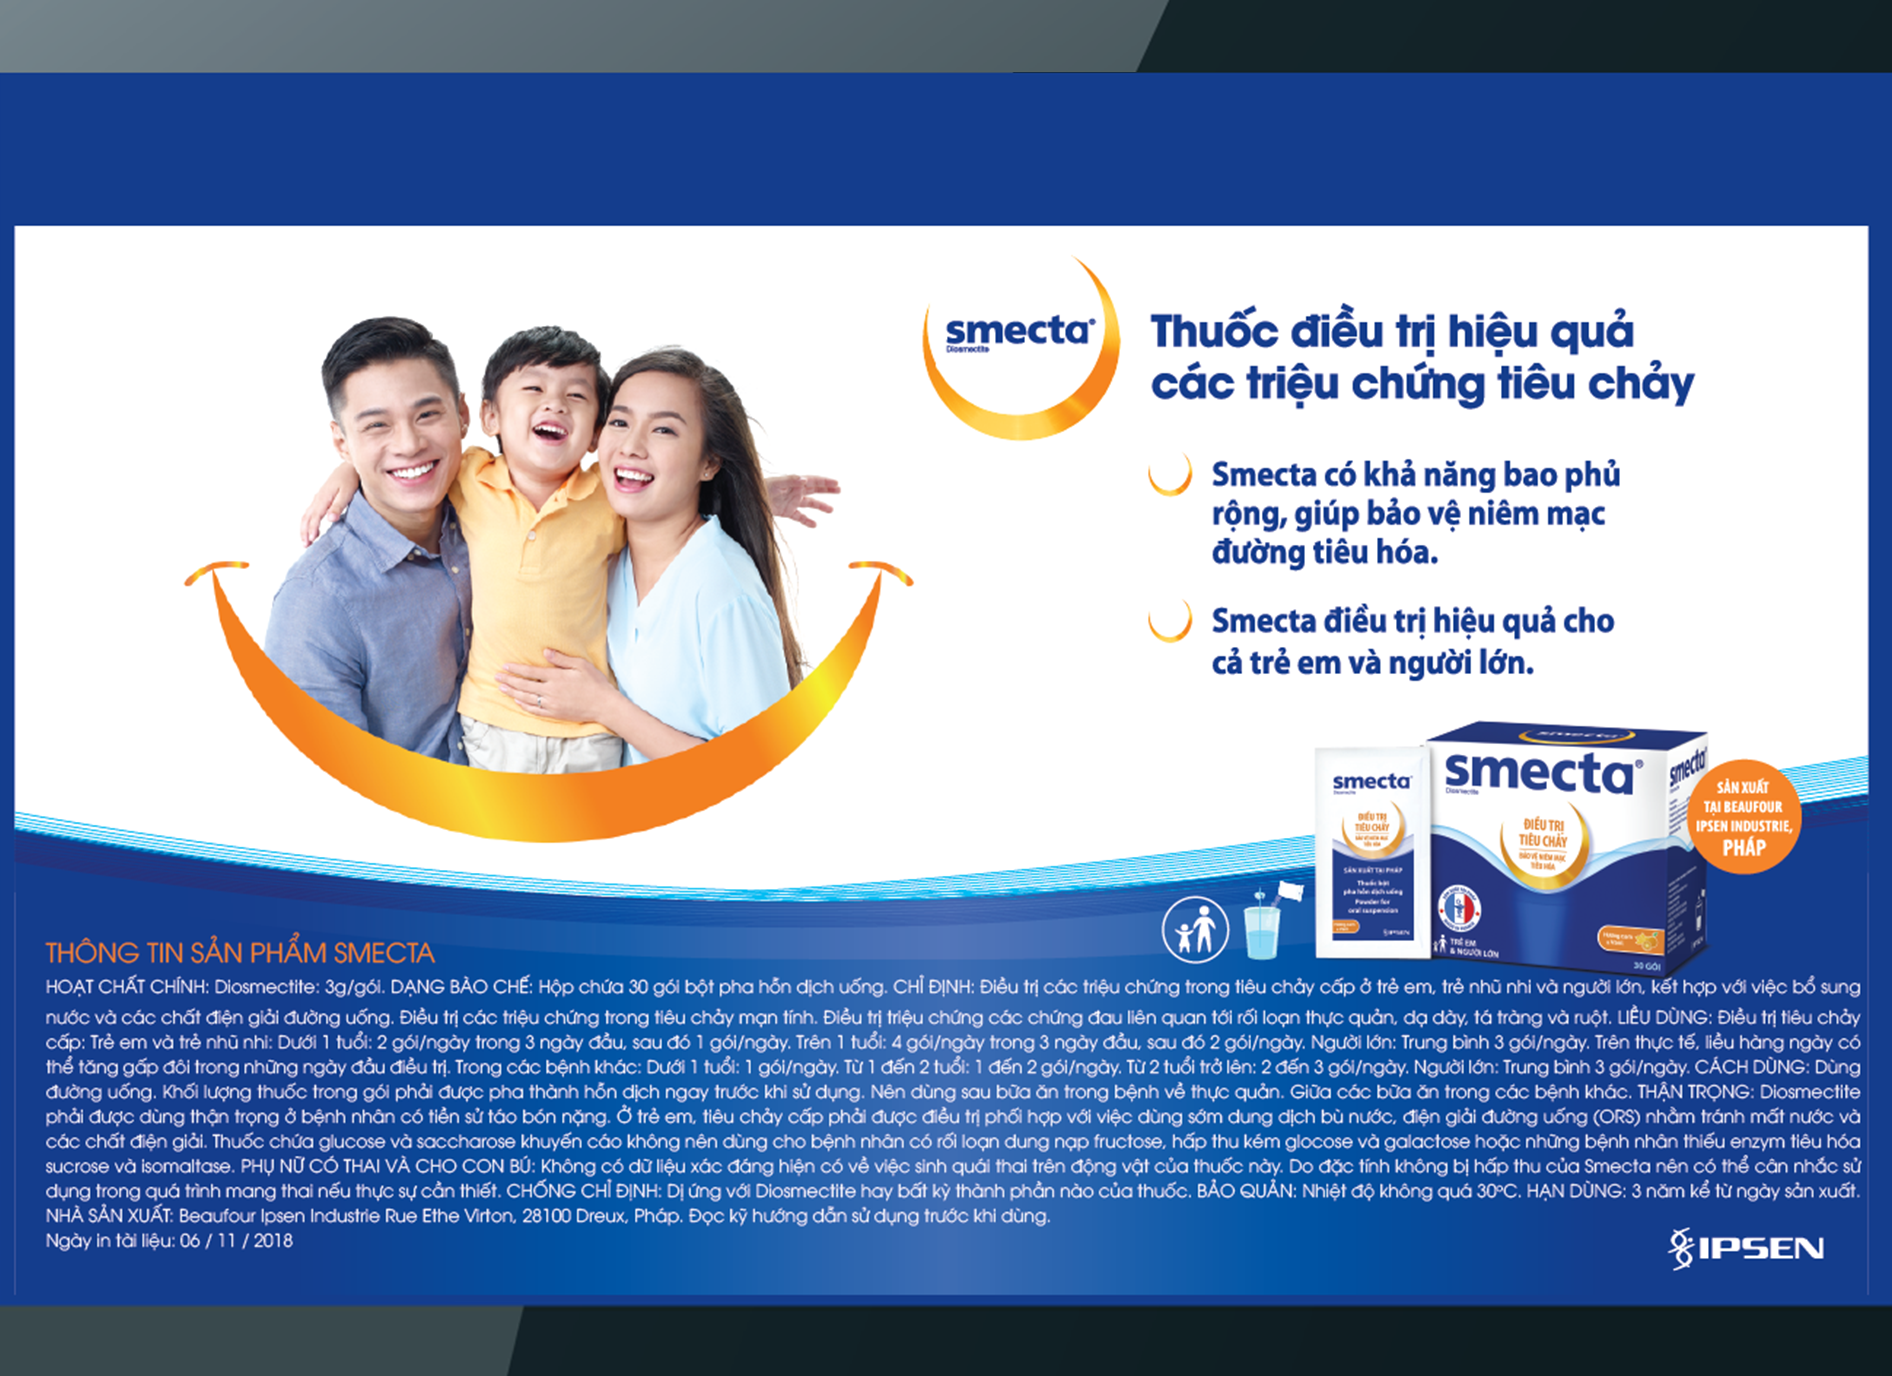 smecta®
Diosmectite
Thuốc điều trị hiệu quả
các triệu chứng tiêu chảy
Smecta có khả năng bao phủ
rộng, giúp bảo vệ niêm mạc
đường tiêu hóa.
Smecta điều trị hiệu quả cho
cả trẻ em và người lớn.
smecta
Diosmectite
ĐIỀU TRỊ
TIÊU CHẢY
BẢO VỆ NIÊM MẠC
TIÊU HÓA
SẢN XUẤT TẠI PHÁP
Thuốc bột
pha hỗn dịch uống
Powder for
oral suspension
IPSEN
smecta
smecta®
Diosmectite
ĐIỀU TRỊ
TIÊU CHẢY
BẢO VỆ NIÊM MẠC
TIÊU HÓA
TRẺ EM
& NGƯỜI LỚN
30 GÓI
smecta
SẢN XUẤT
TẠI BEAUFOUR
IPSEN INDUSTRIE,
PHÁP
THÔNG TIN SẢN PHẨM SMECTA
HOẠT CHẤT CHÍNH: Diosmectite: 3g/gói. DẠNG BÀO CHẾ: Hộp chứa 30 gói bột pha hỗn dịch uống. CHỈ ĐỊNH: Điều trị các triệu chứng trong tiêu chảy cấp ở trẻ em, trẻ nhũ nhi và người lớn, kết hợp với việc bổ sung
nước và các chất điện giải đường uống. Điều trị các triệu chứng trong tiêu chảy mạn tính. Điều trị triệu chứng các chứng đau liên quan tới rối loạn thực quản, dạ dày, tá tràng và ruột. LIỀU DÙNG: Điều trị tiêu chảy
cấp: Trẻ em và trẻ nhũ nhi: Dưới 1 tuổi: 2 gói/ngày trong 3 ngày đầu, sau đó 1 gói/ngày. Trên 1 tuổi: 4 gói/ngày trong 3 ngày đầu, sau đó 2 gói/ngày. Người lớn: Trung bình 3 gói/ngày. Trên thực tế, liều hàng ngày có
thể tăng gấp đôi trong những ngày đầu điều trị. Trong các bệnh khác: Dưới 1 tuổi: 1 gói/ngày. Từ 1 đến 2 tuổi: 1 đến 2 gói/ngày. Từ 2 tuổi trở lên: 2 đến 3 gói/ngày. Người lớn: Trung bình 3 gói/ngày. CÁCH DÙNG: Dùng
đường uống. Khối lượng thuốc trong gói phải được pha thành hỗn dịch ngay trước khi sử dụng. Nên dùng sau bữa ăn trong bệnh về thực quản. Giữa các bữa ăn trong các bệnh khác. THẬN TRỌNG: Diosmectite
phải được dùng thận trọng ở bệnh nhân có tiền sử táo bón nặng. Ở trẻ em, tiêu chảy cấp phải được điều trị phối hợp với việc dùng sớm dung dịch bù nước, điện giải đường uống (ORS) nhằm tránh mất nước và
các chất điện giải. Thuốc chứa glucose và saccharose khuyến cáo không nên dùng cho bệnh nhân có rối loạn dung nạp fructose, hấp thu kém glocose và galactose hoặc những bệnh nhân thiếu enzym tiêu hóa
sucrose và isomaltase. PHỤ NỮ CÓ THAI VÀ CHO CON BÚ: Không có dữ liệu xác đáng hiện có về việc sinh quái thai trên động vật của thuốc này. Do đặc tính không bị hấp thu của Smecta nên có thể cân nhắc sử
dụng trong quá trình mang thai nếu thực sự cần thiết. CHỐNG CHỈ ĐỊNH: Dị ứng với Diosmectite hay bất kỳ thành phần nào của thuốc. BẢO QUẢN: Nhiệt độ không quá 30ºC. HẠN DÙNG: 3 năm kể từ ngày sản xuất.
NHÀ SẢN XUẤT: Beaufour Ipsen Industrie Rue Ethe Virton, 28100 Dreux, Pháp. Đọc kỹ hướng dẫn sử dụng trước khi dùng.
Ngày in tài liệu: 06 / 11 / 2018
IPSEN